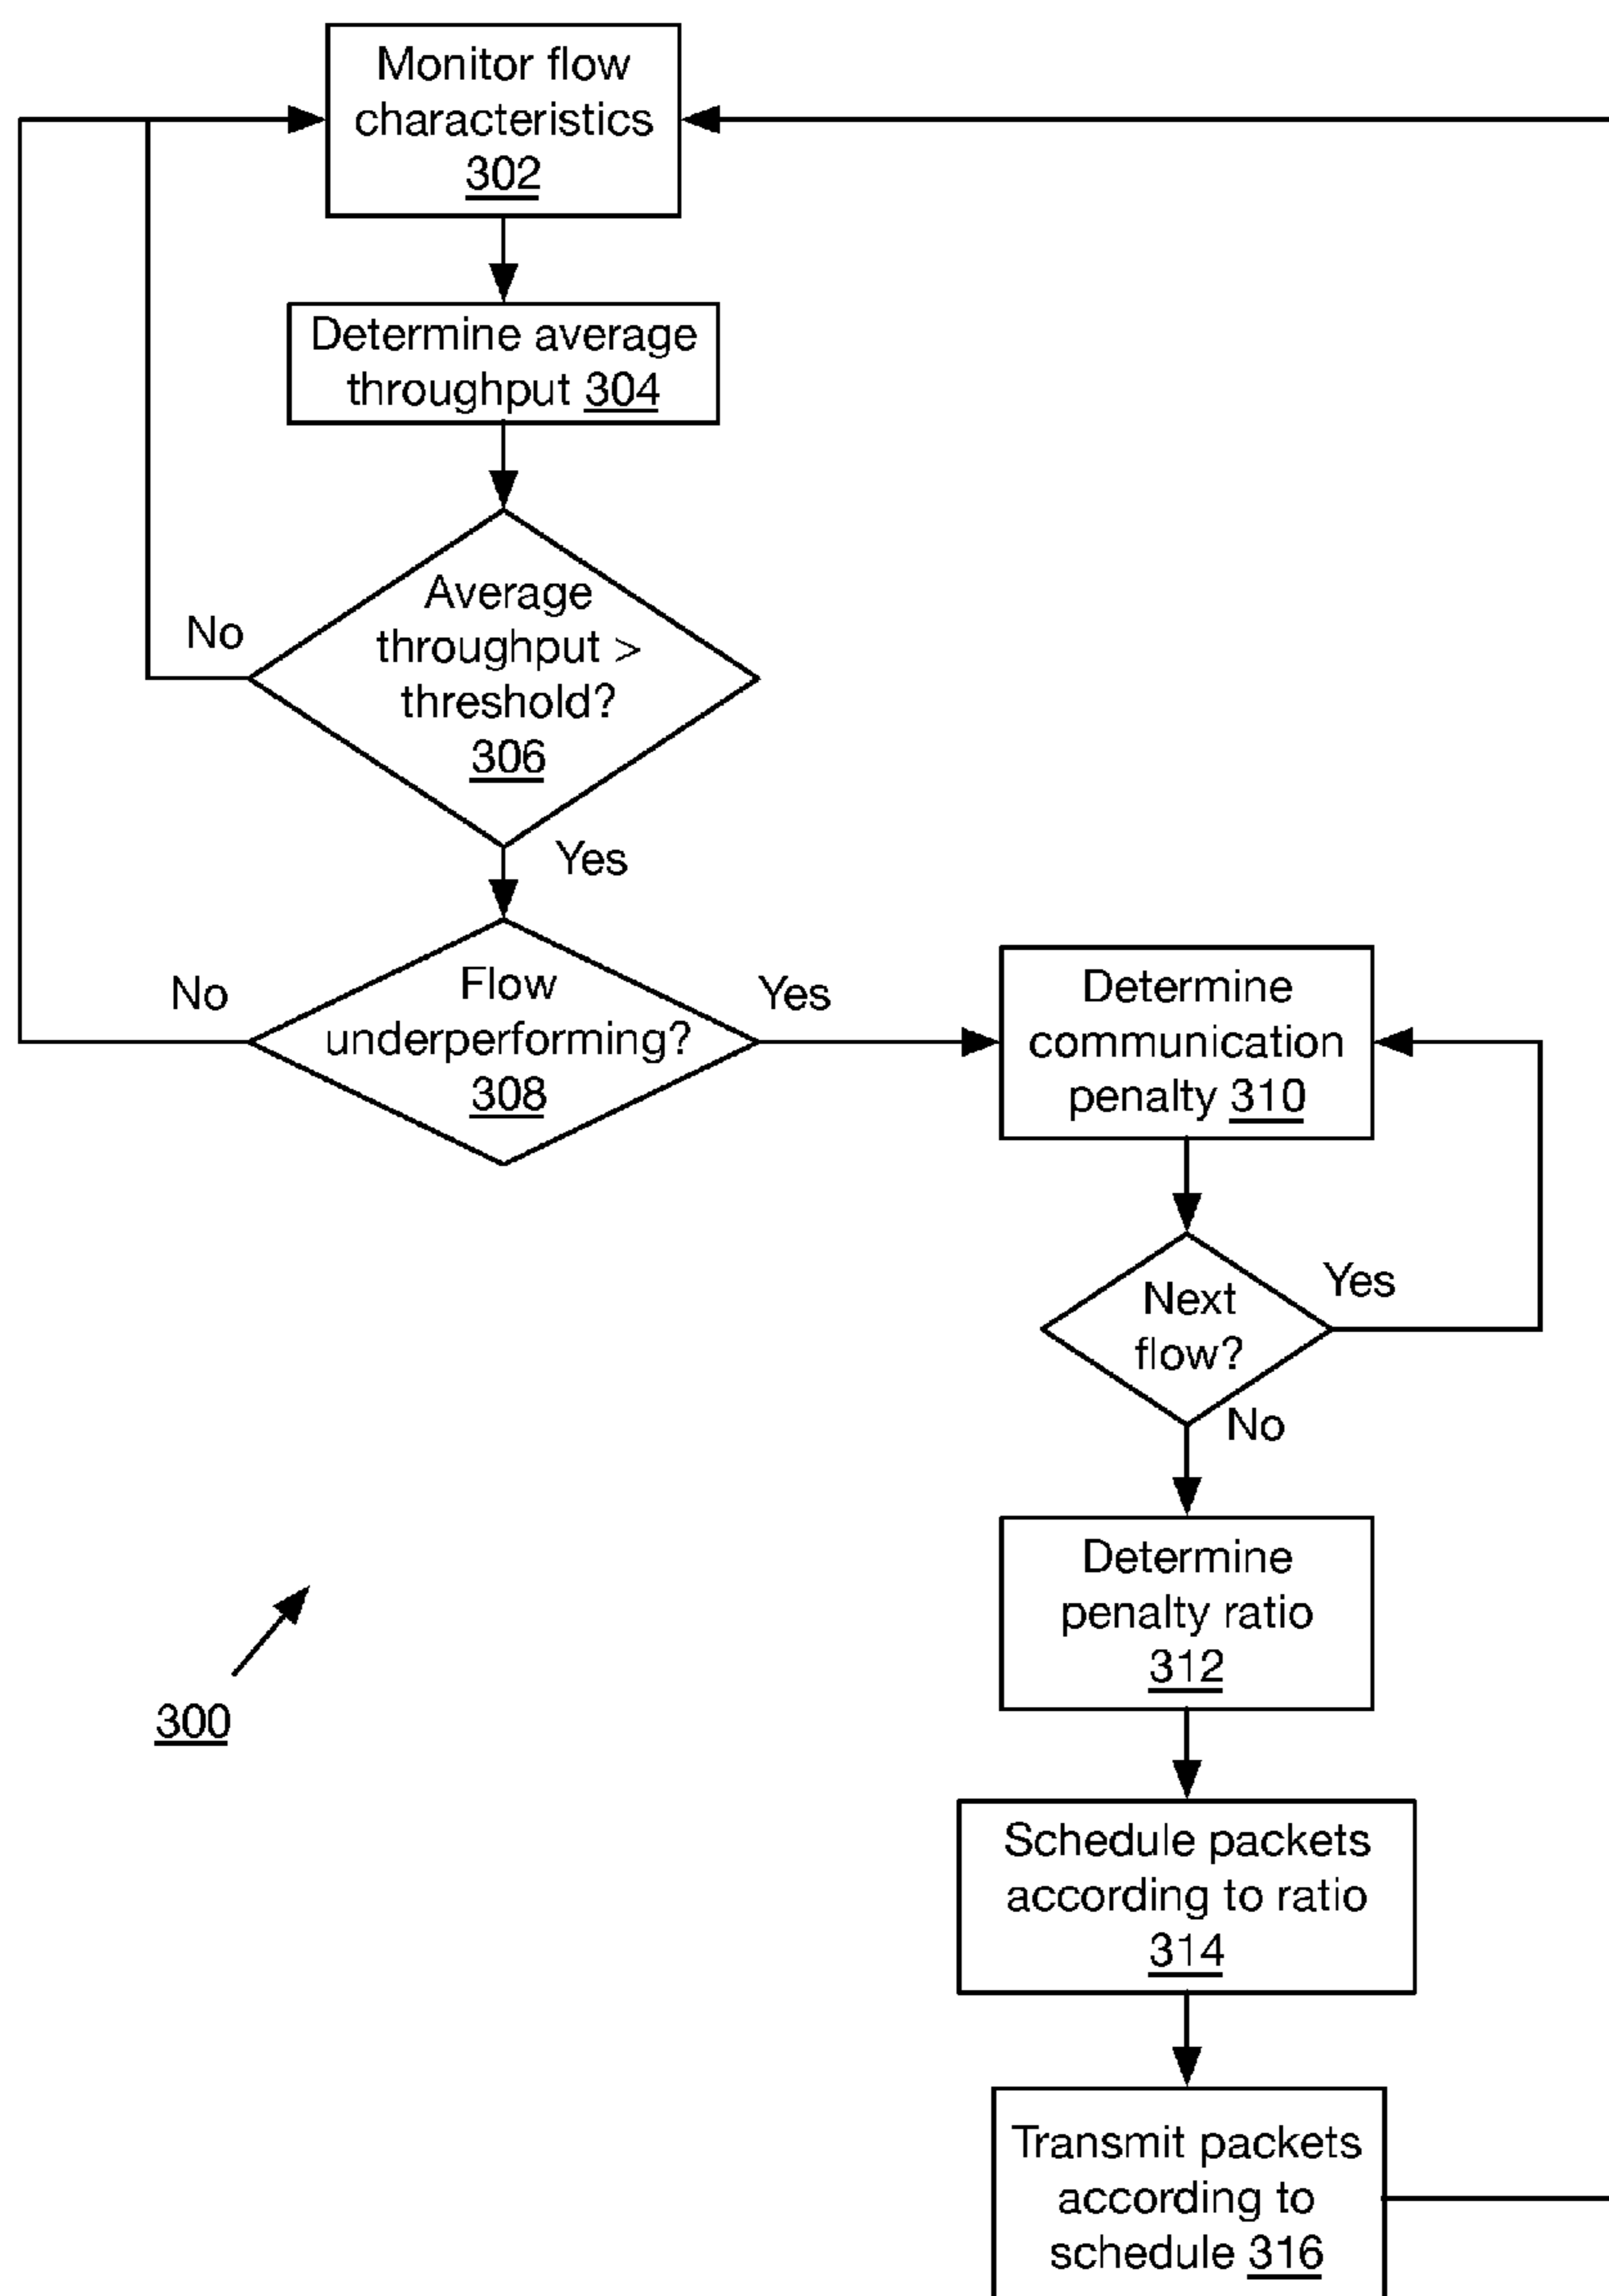 Monitor flow
characteristics
302
Determine average
throughput 304
Average
throughput >
threshold?
306
No
Yes
Flow
underperforming?
308
No
Yes
Determine
communication
penalty 310
Next
flow?
Yes
No
Determine
penalty ratio
312
300
Schedule packets
according to ratio
314
Transmit packets
according to
schedule 316